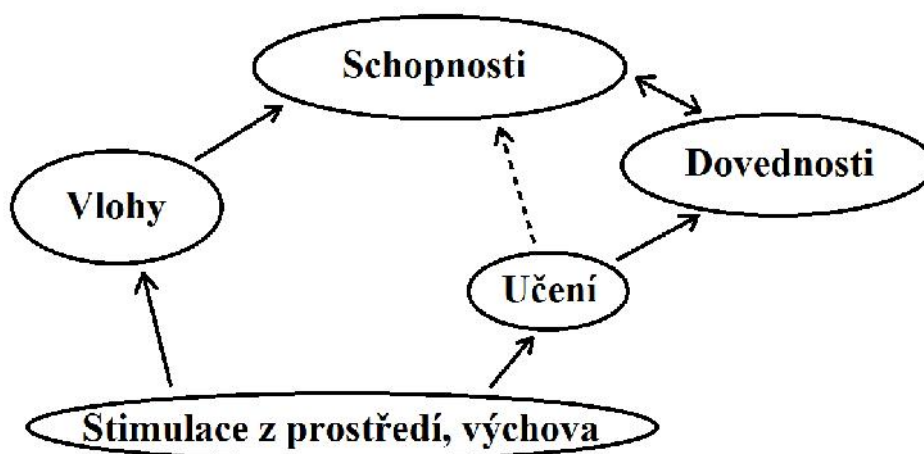 Schopnosti
Dovednosti
Vlohy
Učení
Stimulace z prostředí, výchova